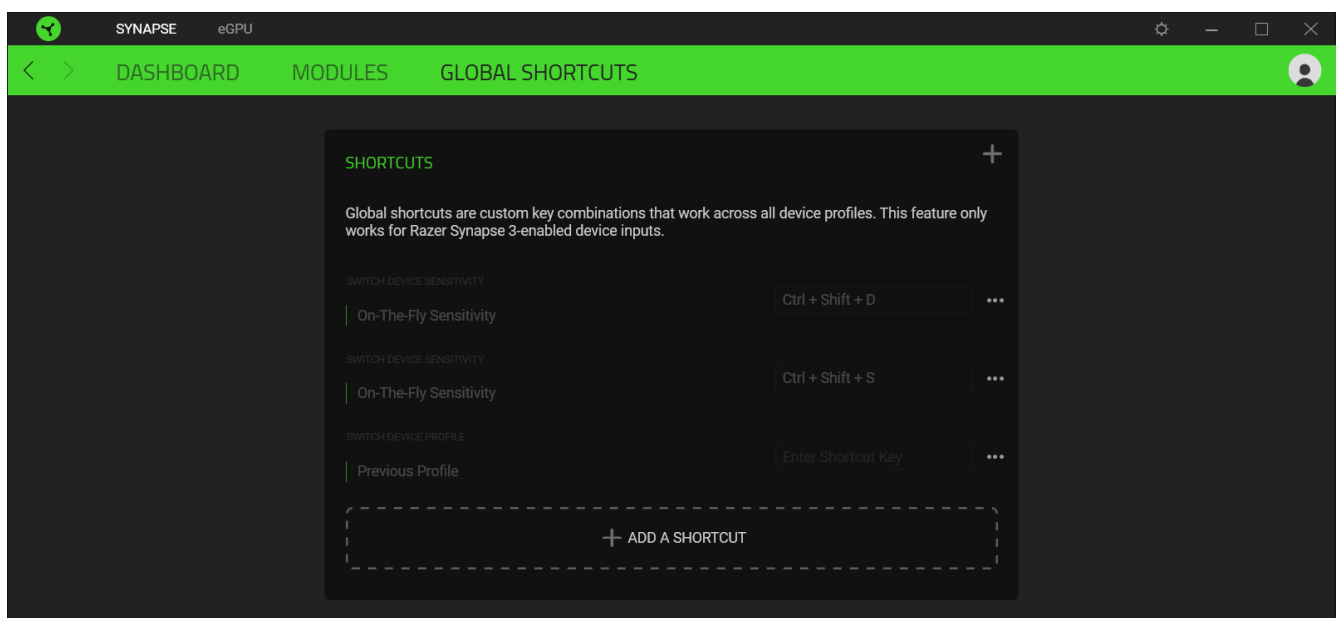 SYNAPSE eGPU
DASHBOARD MODULES GLOBAL SHORTCUTS
SHORTCUTS
Global shortcuts are custom key combinations that work across all device profiles. This feature only
works for Razer Synapse 3-enabled device inputs.
SWITCH DEVICE SENSITIVITY
On-The-Fly Sensitivity
Ctrl + Shift + D
SWITCH DEVICE SENSITIVITY
On-The-Fly Sensitivity
Ctrl + Shift + S
SWITCH DEVICE PROFILE
Previous Profile
Enter Shortcut Key
ADD A SHORTCUT